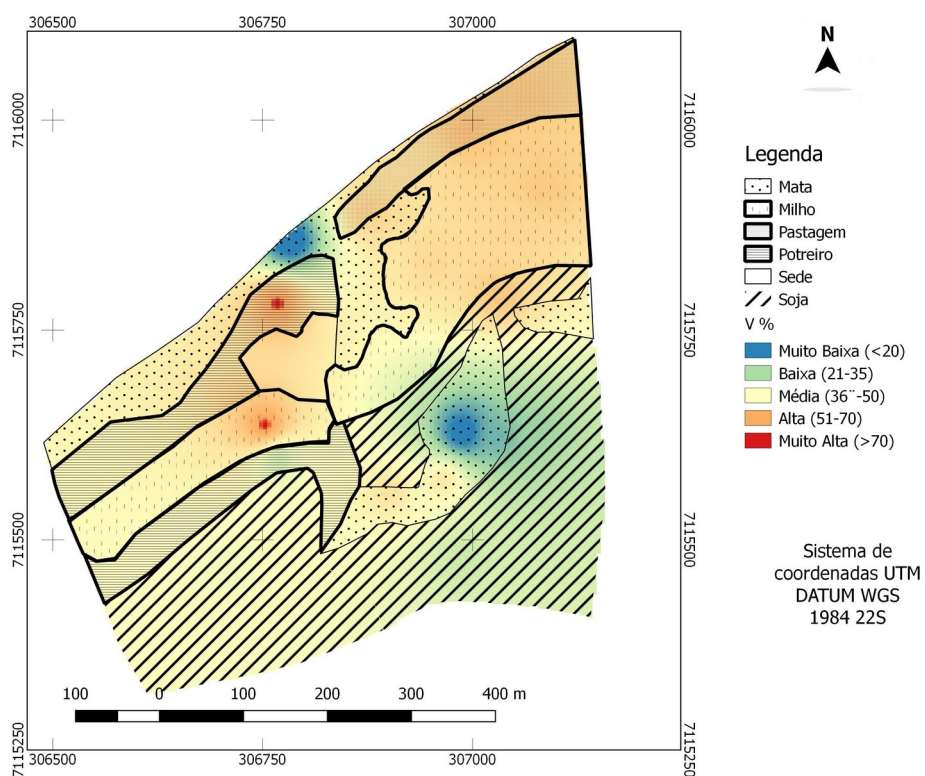 306500
306750
307000
7116000
7116000
7115750
7115750
7115500
7115500
7115250
7115250
306500
306750
307000
100
0
100
200
300
400 m
N
Legenda
Mata
Milho
Pastagem
Potreiro
Sede
Soja
V %
Muito Baixa (<20)
Baixa (21-35)
Média (36¨-50)
Alta (51-70)
Muito Alta (>70)
Sistema de
coordenadas UTM
DATUM WGS
1984 22S